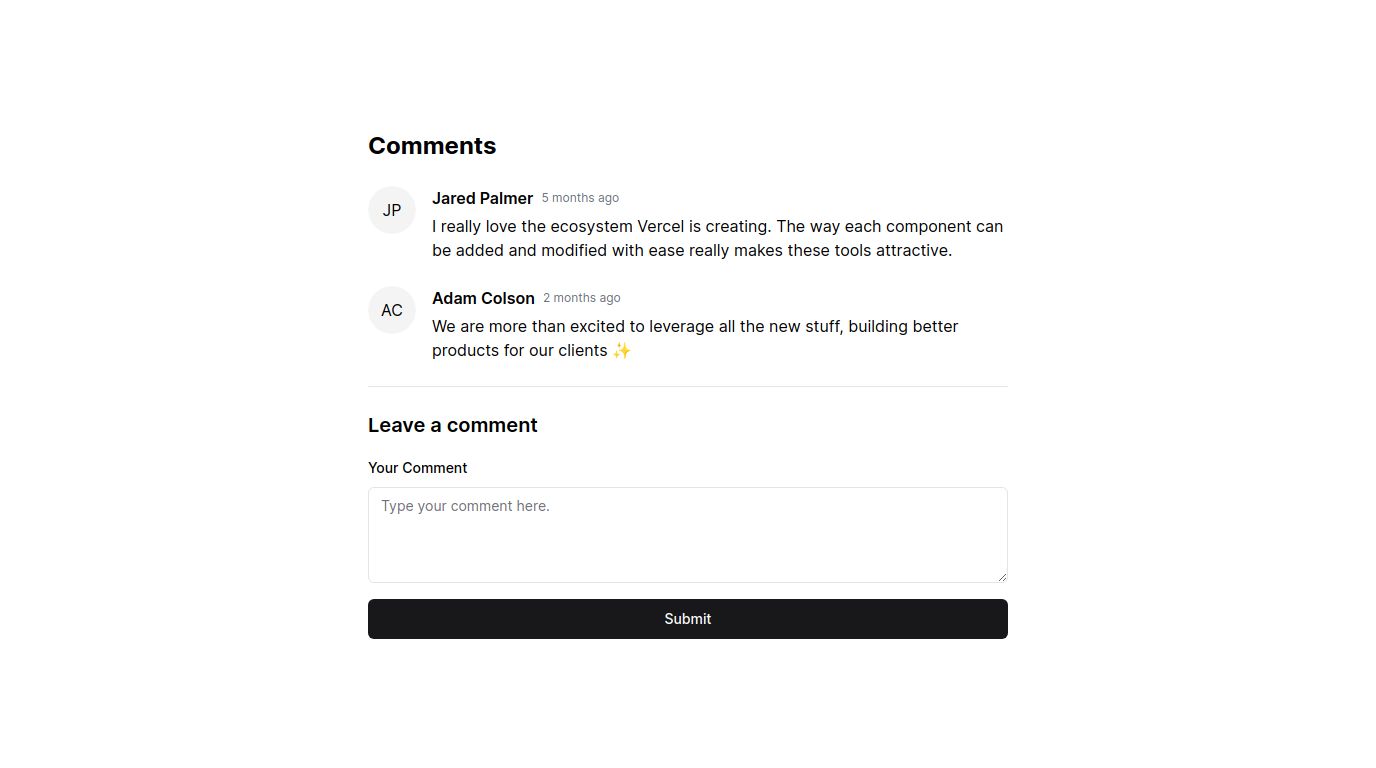 Comments
JP
Jared Palmer 5 months ago
I really love the ecosystem Vercel is creating. The way each component can
be added and modified with ease really makes these tools attractive.
AC
Adam Colson 2 months ago
We are more than excited to leverage all the new stuff, building better
products for our clients ✨
Leave a comment
Your Comment
Type your comment here.
Submit